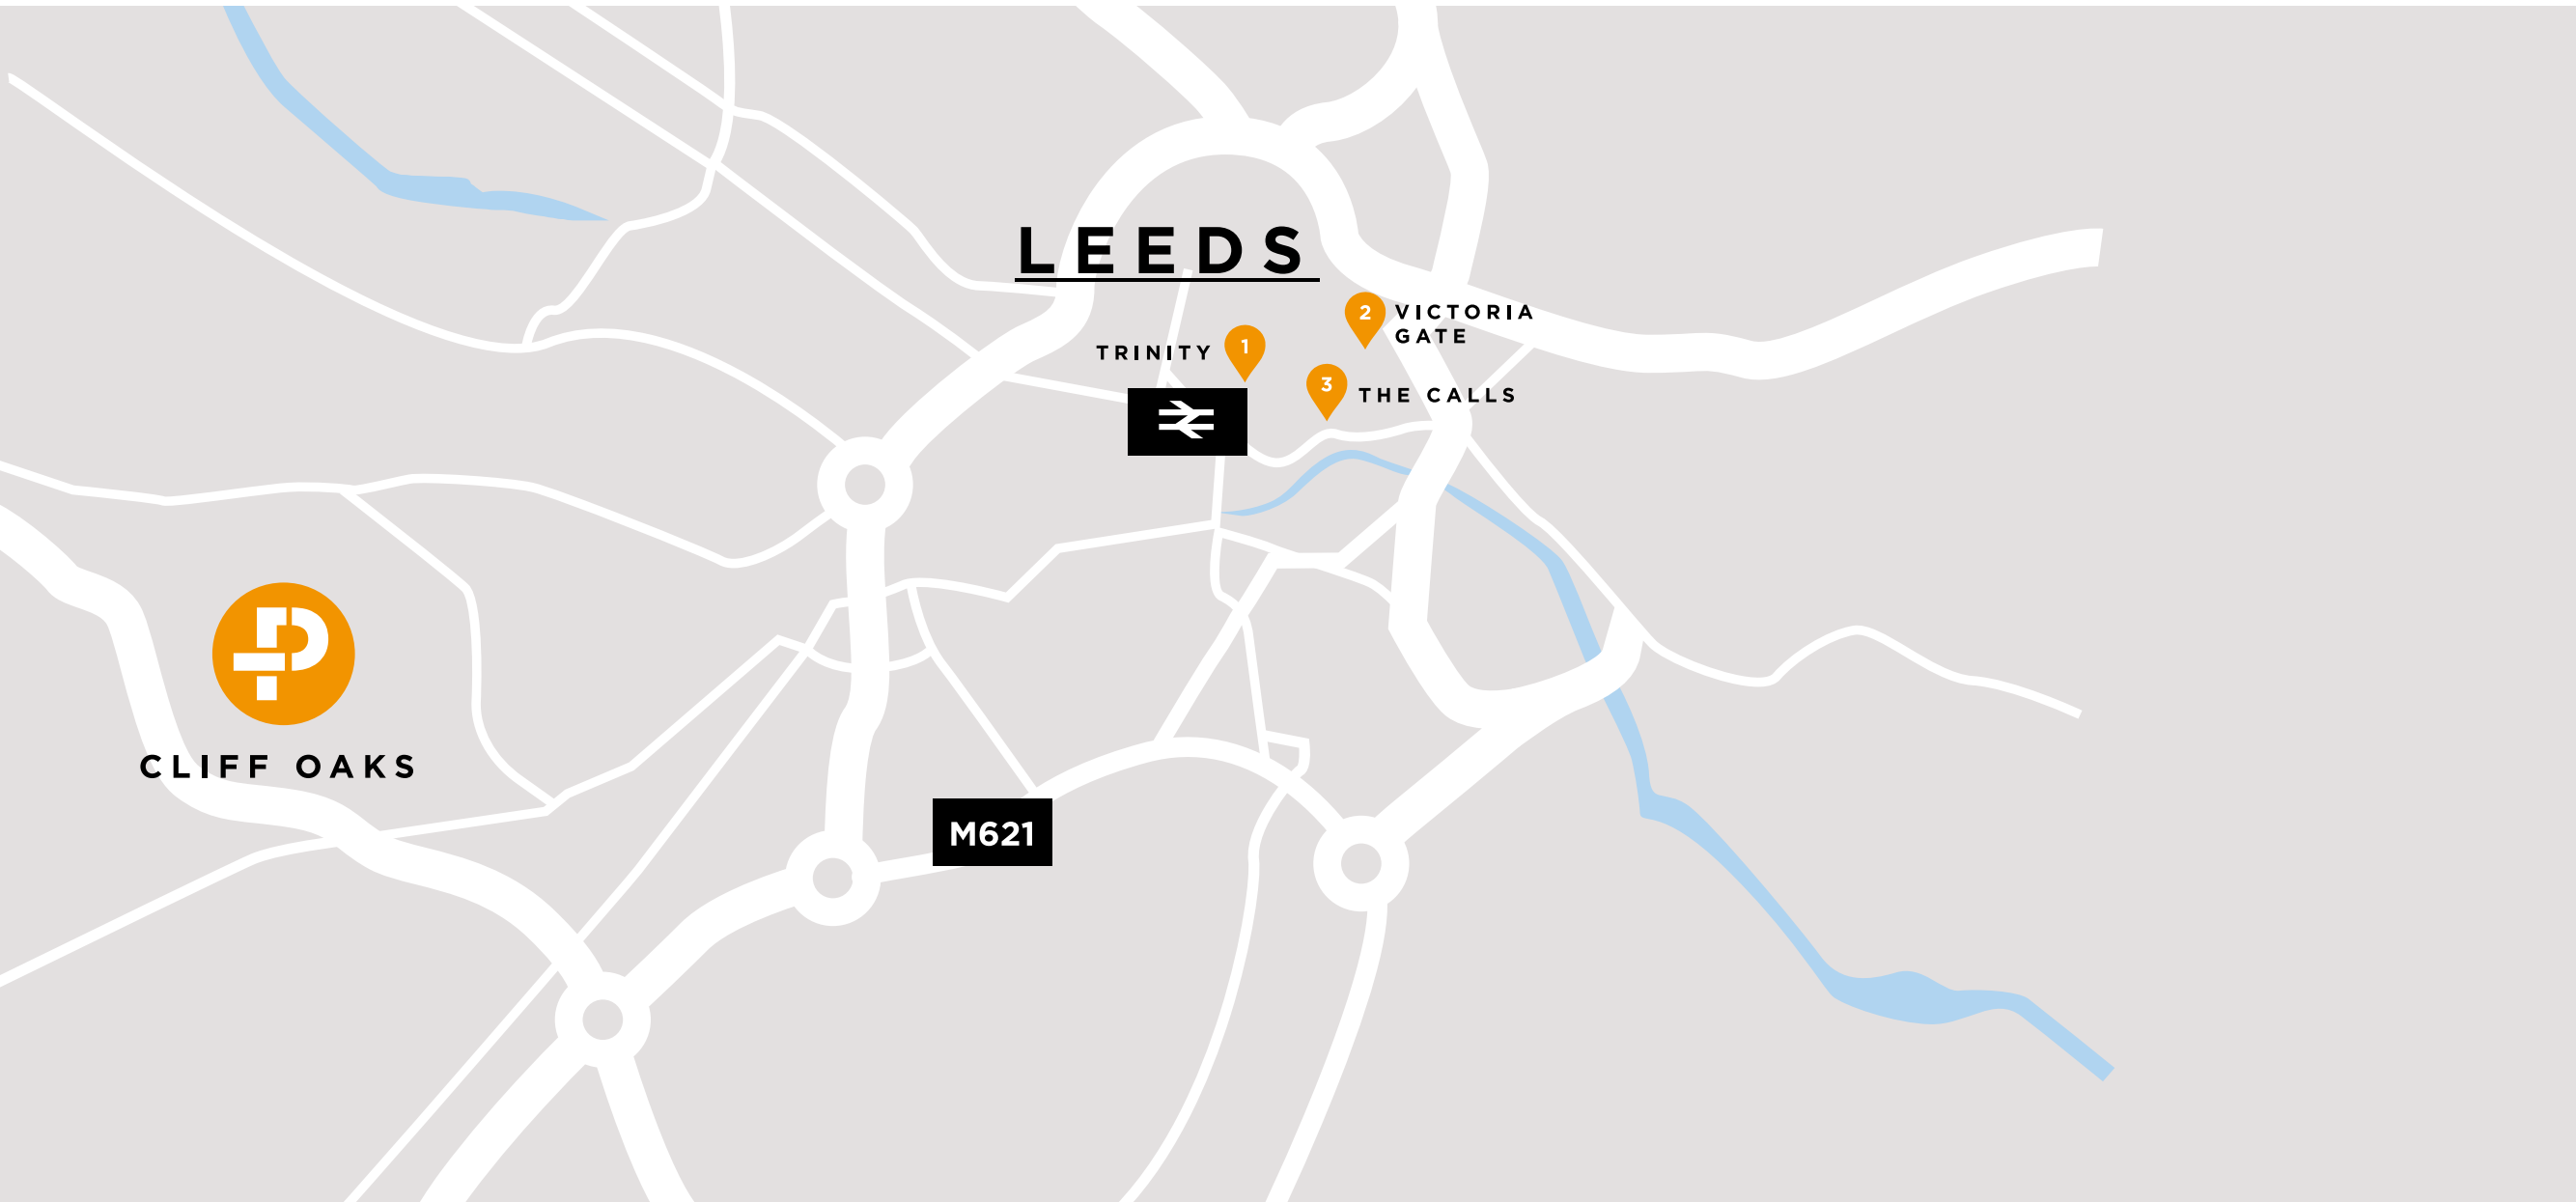 LEEDS
2 VICTORIA
GATE
TRINITY 1
3 THE CALLS
CLIFF OAKS
M621